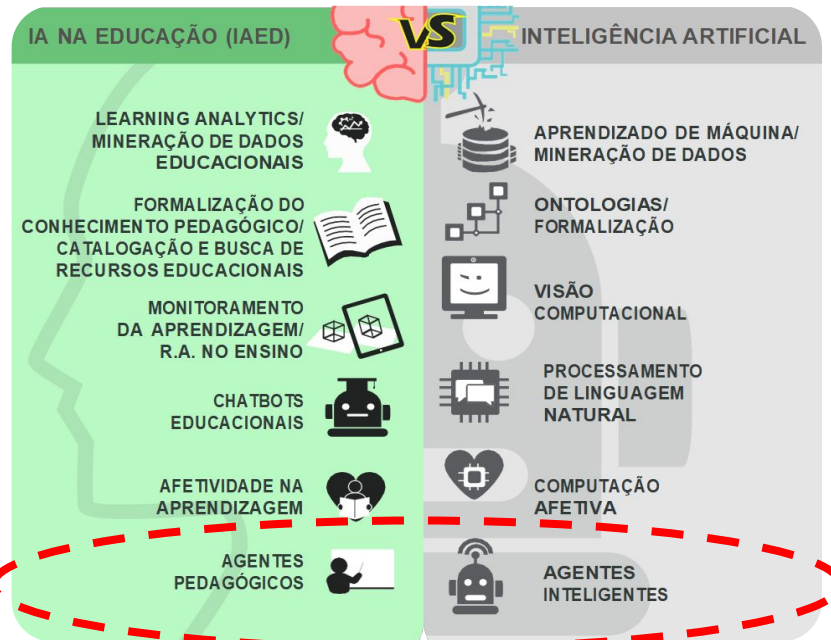 IA NA EDUCAÇÃO (IAED)
VS
INTELIGÊNCIA ARTIFICIAL
LEARNING ANALYTICS/
MINERAÇÃO DE DADOS
EDUCACIONAIS
APRENDIZADO DE MÁQUINA/
MINERAÇÃO DE DADOS
FORMALIZAÇÃO DO
CONHECIMENTO PEDAGÓGICO/
CATALOGAÇÃO E BUSCA DE
RECURSOS EDUCACIONAIS
ONTOLOGIAS/
FORMALIZAÇÃO
MONITORAMENTO
DA APRENDIZAGEM/
R.A. NO ENSINO
VISÃO
COMPUTACIONAL
CHATBOTS
EDUCACIONAIS
PROCESSAMENTO
DE LINGUAGEM
NATURAL
AFETIVIDADE NA
APRENDIZAGEM
COMPUTAÇÃO
AFETIVA
AGENTES
PEDAGÓGICOS
AGENTES
INTELIGENTES